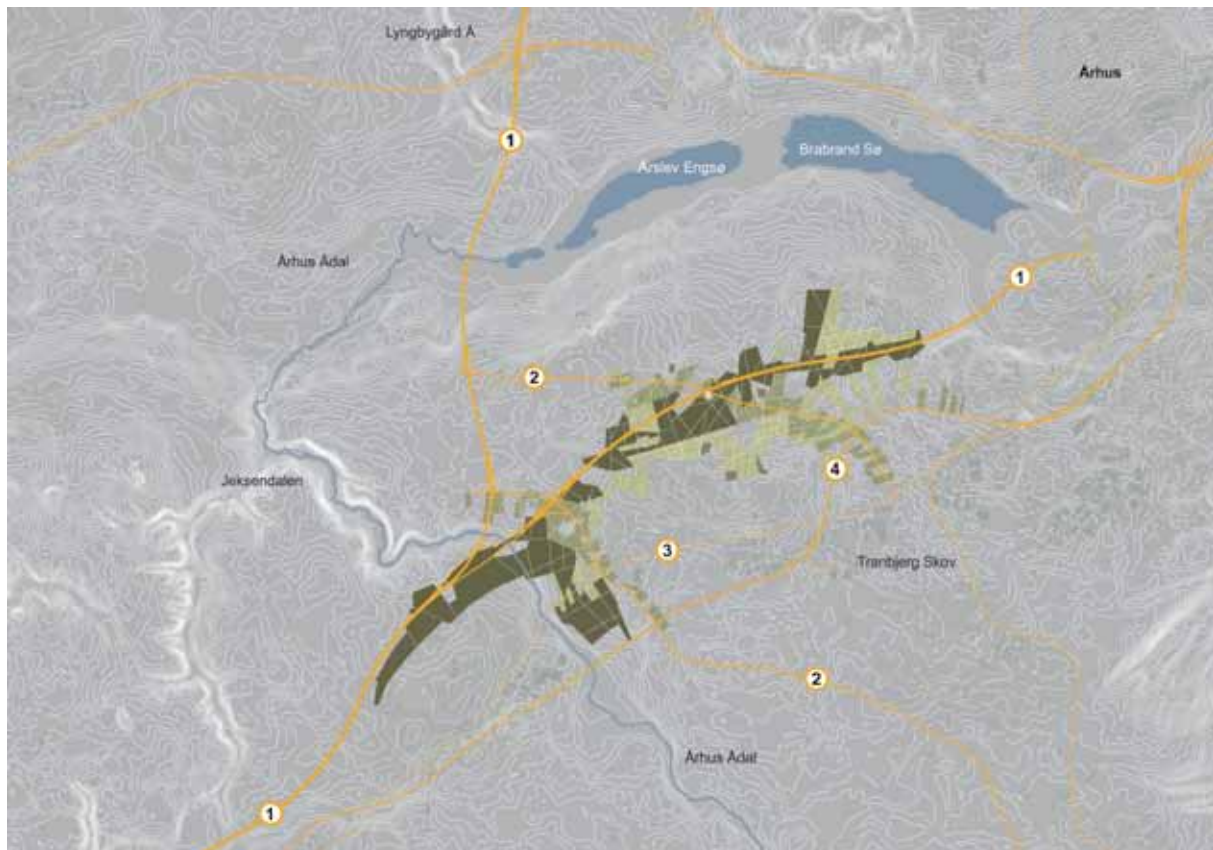 Lyngbygård Å
Århus
1
Årslev Engsø
Brabrand Sø
Århus Ådal
1
2
4
Jeksendalen
3
Tranbjerg Skov
2
Århus Ådal
1